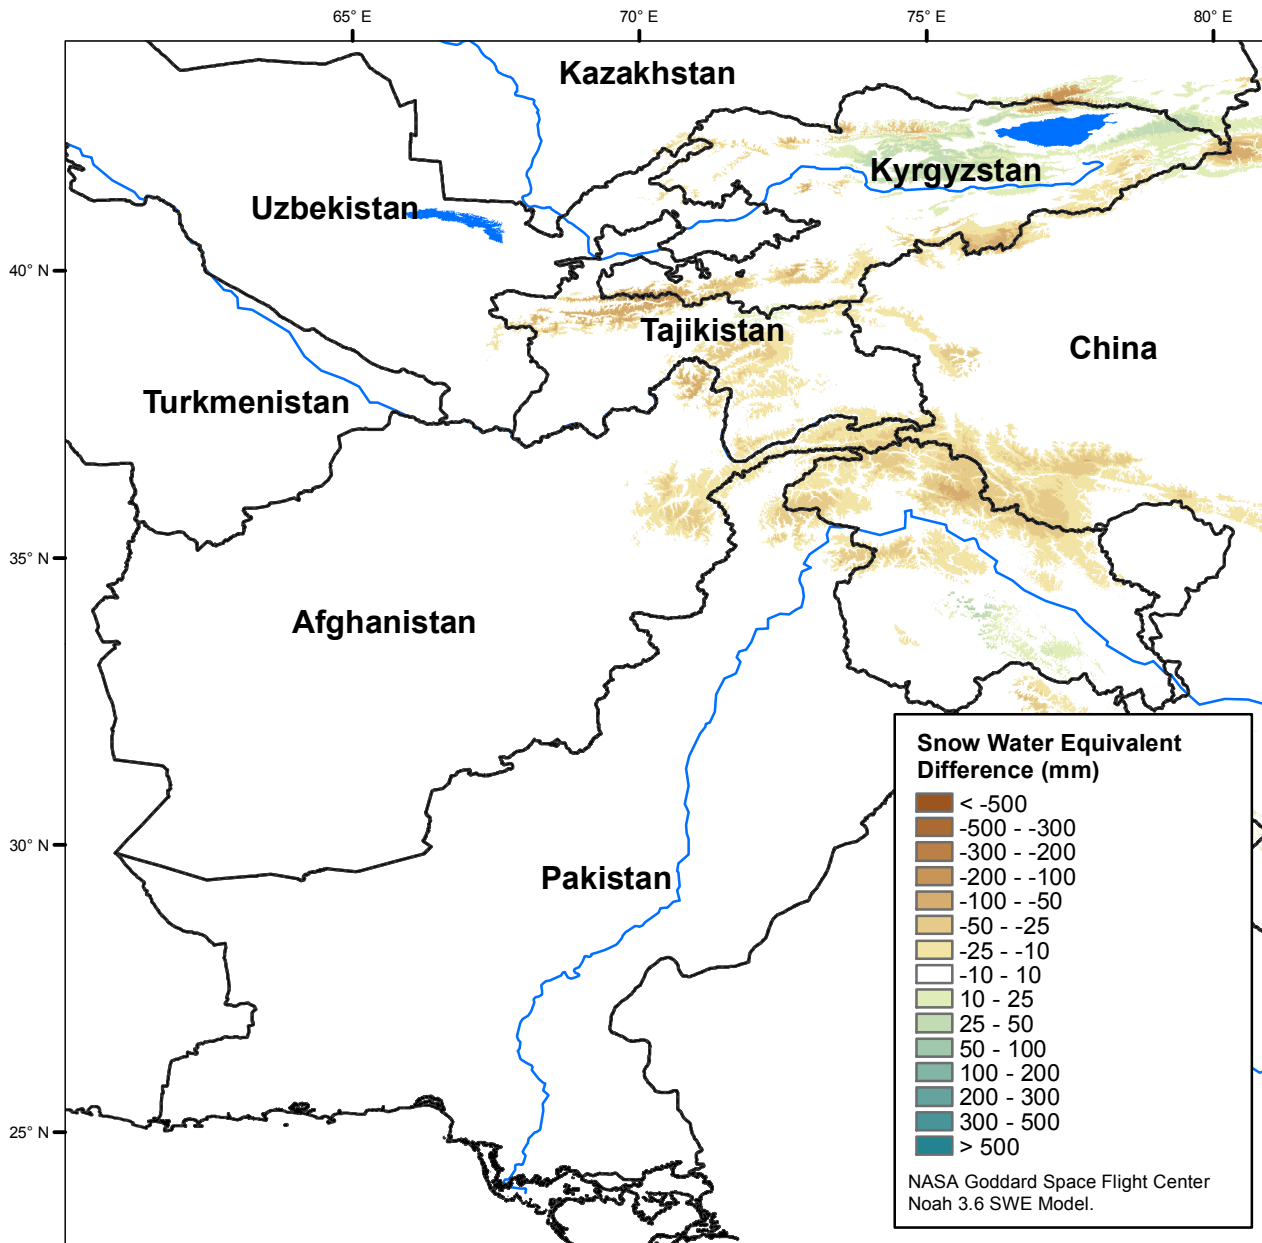 65° E
70° E
75° E
80° E
Kazakhstan
Kyrgyzstan
Uzbekistan
40° N
Tajikistan
China
Turkmenistan
35° N
Afghanistan
30° N
Pakistan
25° N
Snow Water Equivalent
Difference (mm)
< -500
-500 - -300
-300 - -200
-200 - -100
-100 - -50
-50 - -25
-25 - -10
-10 - 10
10 - 25
25 - 50
50 - 100
100 - 200
200 - 300
300 - 500
> 500
NASA Goddard Space Flight Center
Noah 3.6 SWE Model.